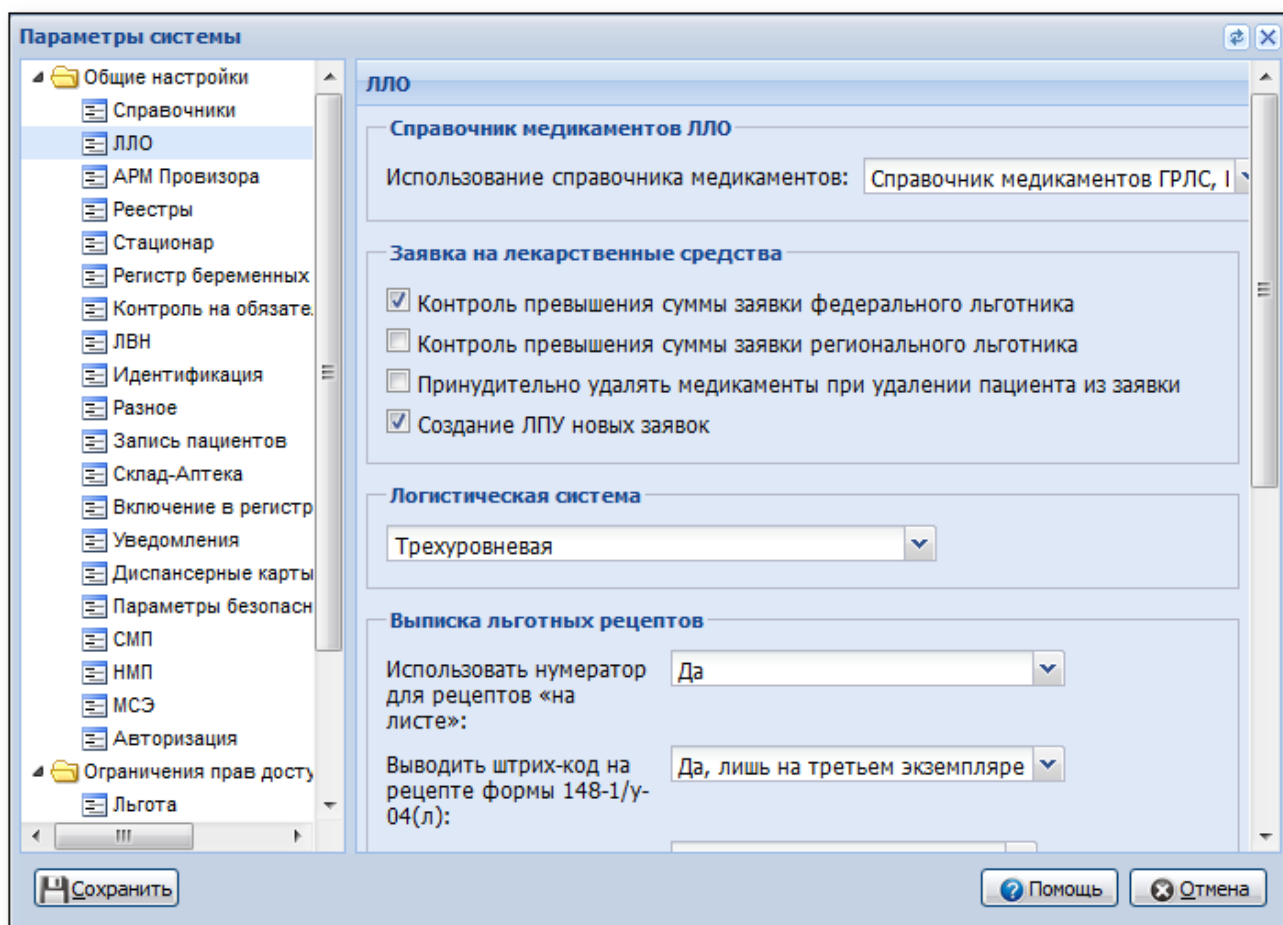 Параметры системы
Общие настройки
Справочники
ЛЛО
АРМ Провизора
Реестры
Стационар
Регистр беременных
Контроль на обязате.
ЛВН
Идентификация
Разное
Запись пациентов
Склад-Аптека
Включение в регистр
Уведомления
Диспансерные карты
Параметры безопасн
СМП
НМП
МСЭ
Авторизация
Ограничения прав досту
Льгота
ЛЛО
Справочник медикаментов ЛЛО
Использование справочника медикаментов: Справочник медикаментов ГРЛС,
Заявка на лекарственные средства
Контроль превышения суммы заявки федерального льготника
Контроль превышения суммы заявки регионального льготника
Принудительно удалять медикаменты при удалении пациента из заявки
Создание ЛПУ новых заявок
Логистическая система
Трехуровневая
Выписка льготных рецептов
Использовать нумератор Да
для рецептов «на
листе»:
Выводить штрих-код на Да, лишь на третьем экземпляре
рецепте формы 148-1/у-
04(л):
Сохранить Помощь Отмена